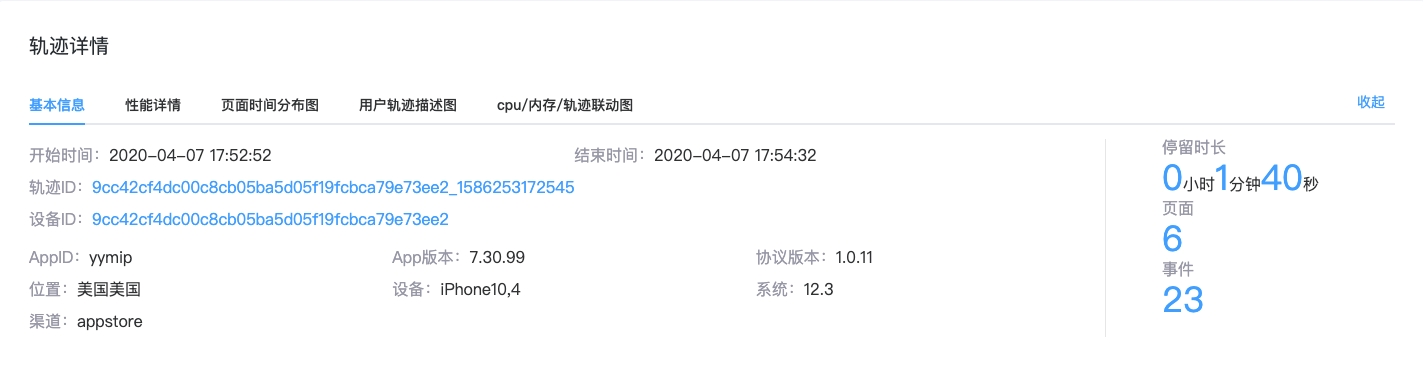 轨迹详情
基本信息 性能详情 页面时间分布图 用户轨迹描述图 cpu/内存/轨迹联动图 收起
开始时间：2020-04-07 17:52:52 结束时间：2020-04-07 17:54:32
轨迹ID：9cc42cf4dc00c8cb05ba5d05f19fcbca79e73ee2_1586253172545
设备ID：9cc42cf4dc00c8cb05ba5d05f19fcbca79e73ee2
AppID：yymip App版本：7.30.99 协议版本：1.0.11
位置：美国美国 设备：iPhone10,4 系统：12.3
渠道：appstore
停留时长
0小时1分钟40秒
页面
6
事件
23